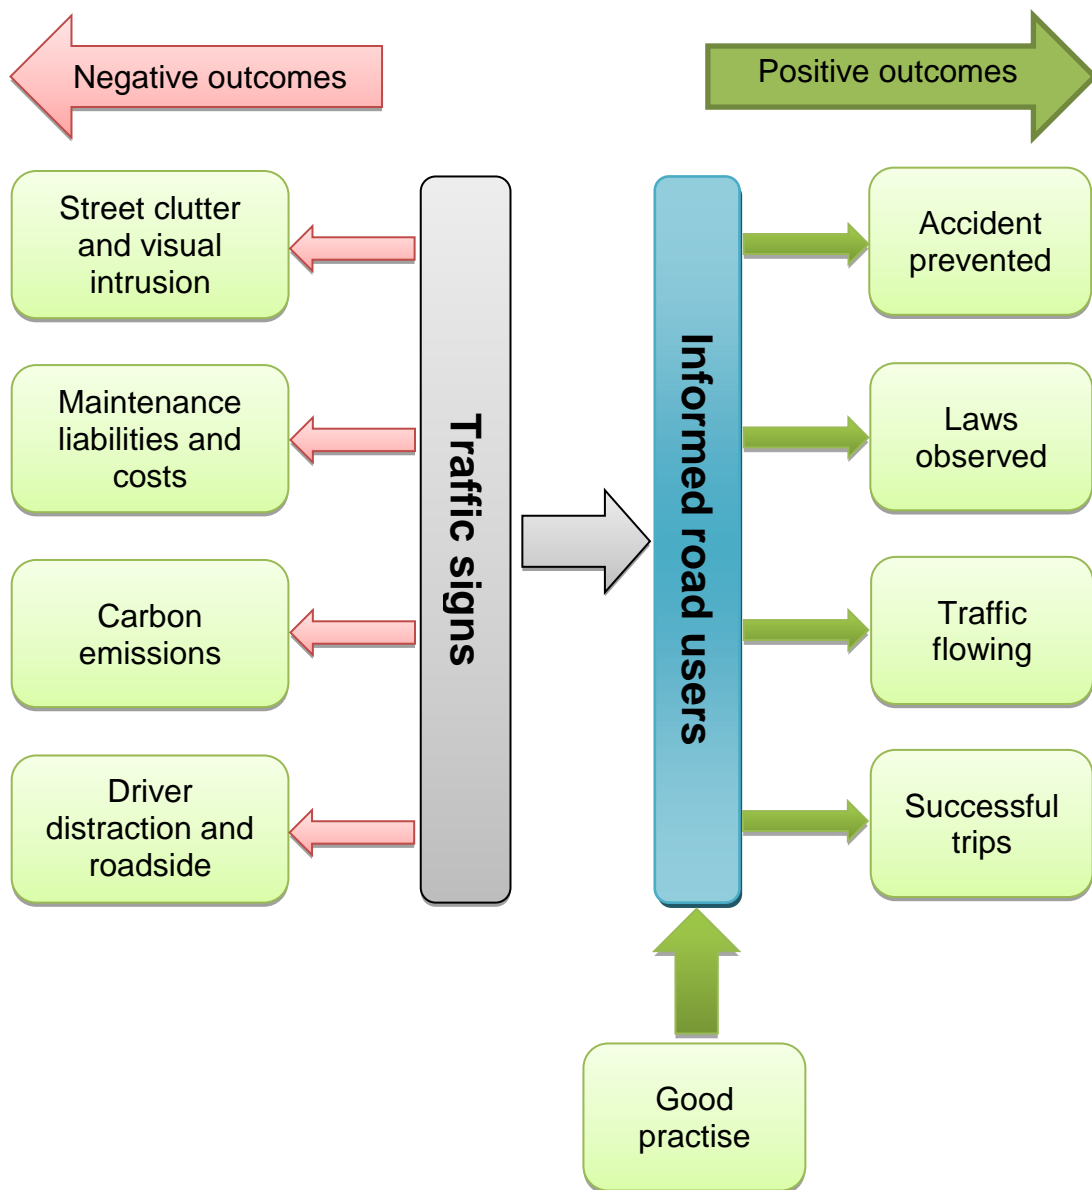 Negative outcomes
Positive outcomes
Street clutter
and visual
intrusion
Maintenance
liabilities and
costs
Carbon
emissions
Driver
distraction and
roadside
Traffic signs
Informed road users
Accident
prevented
Laws
observed
Traffic
flowing
Successful
trips
Good
practise